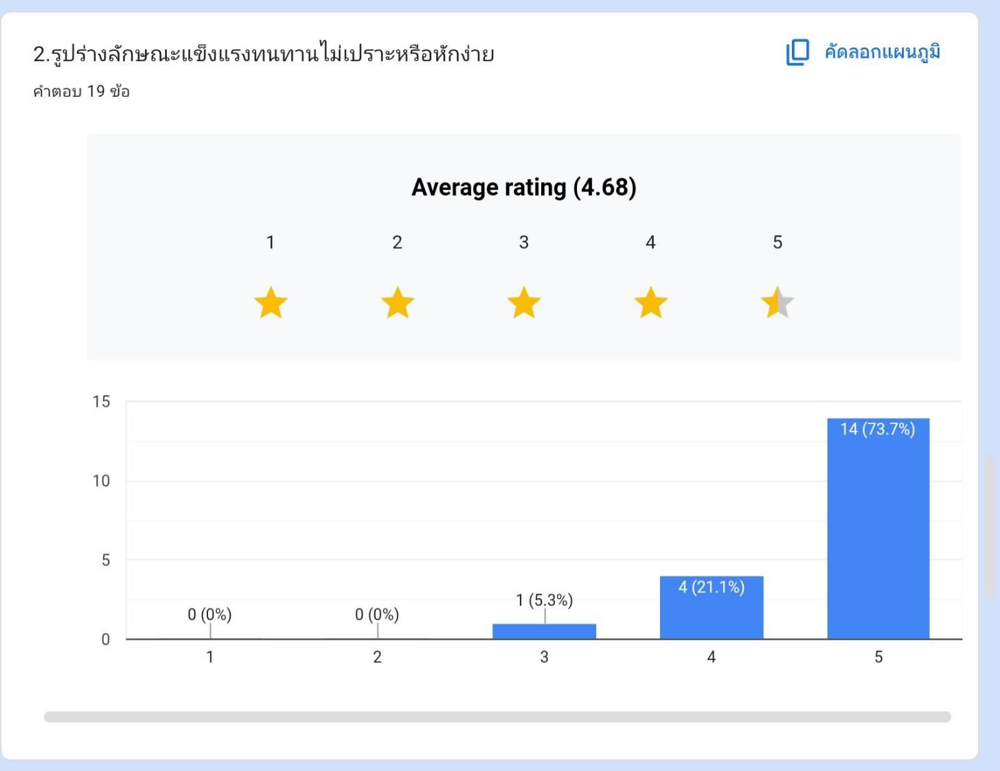 2.รูปร่างลักษณะแข็งแรงทนทานไม่เปราะหรือหักง่าย
คัดลอกแผนภูมิ
คำตอบ 19 ข้อ
Average rating (4.68)
1 2 3 4 5
15
14 (73.7%)
10
5
4 (21.1%)
1 (5.3%)
0 (0%) 0 (0%)
0
1 2 3 4 5